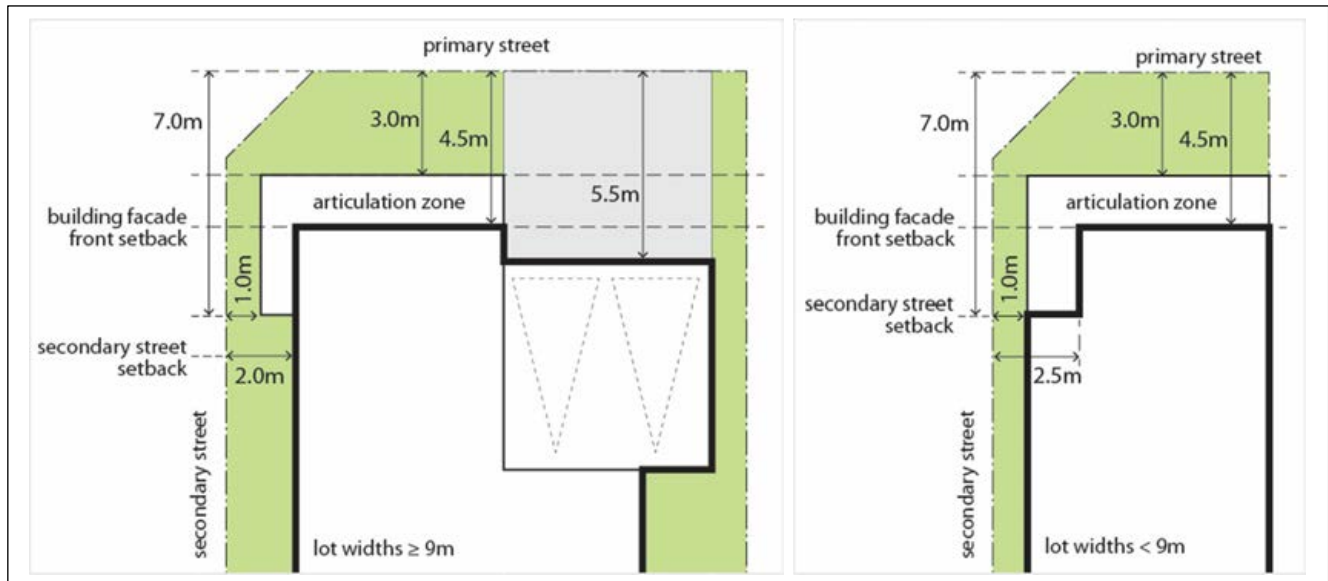 primary street
7.0m
3.0m
4.5m
5.5m
articulation zone
building facade
front setback
1.0m
secondary street
setback
2.0m
secondary street
lot widths ≥ 9m
primary street
7.0m
3.0m
4.5m
articulation zone
building facade
front setback
1.0m
secondary street
setback
2.5m
secondary street
lot widths < 9m